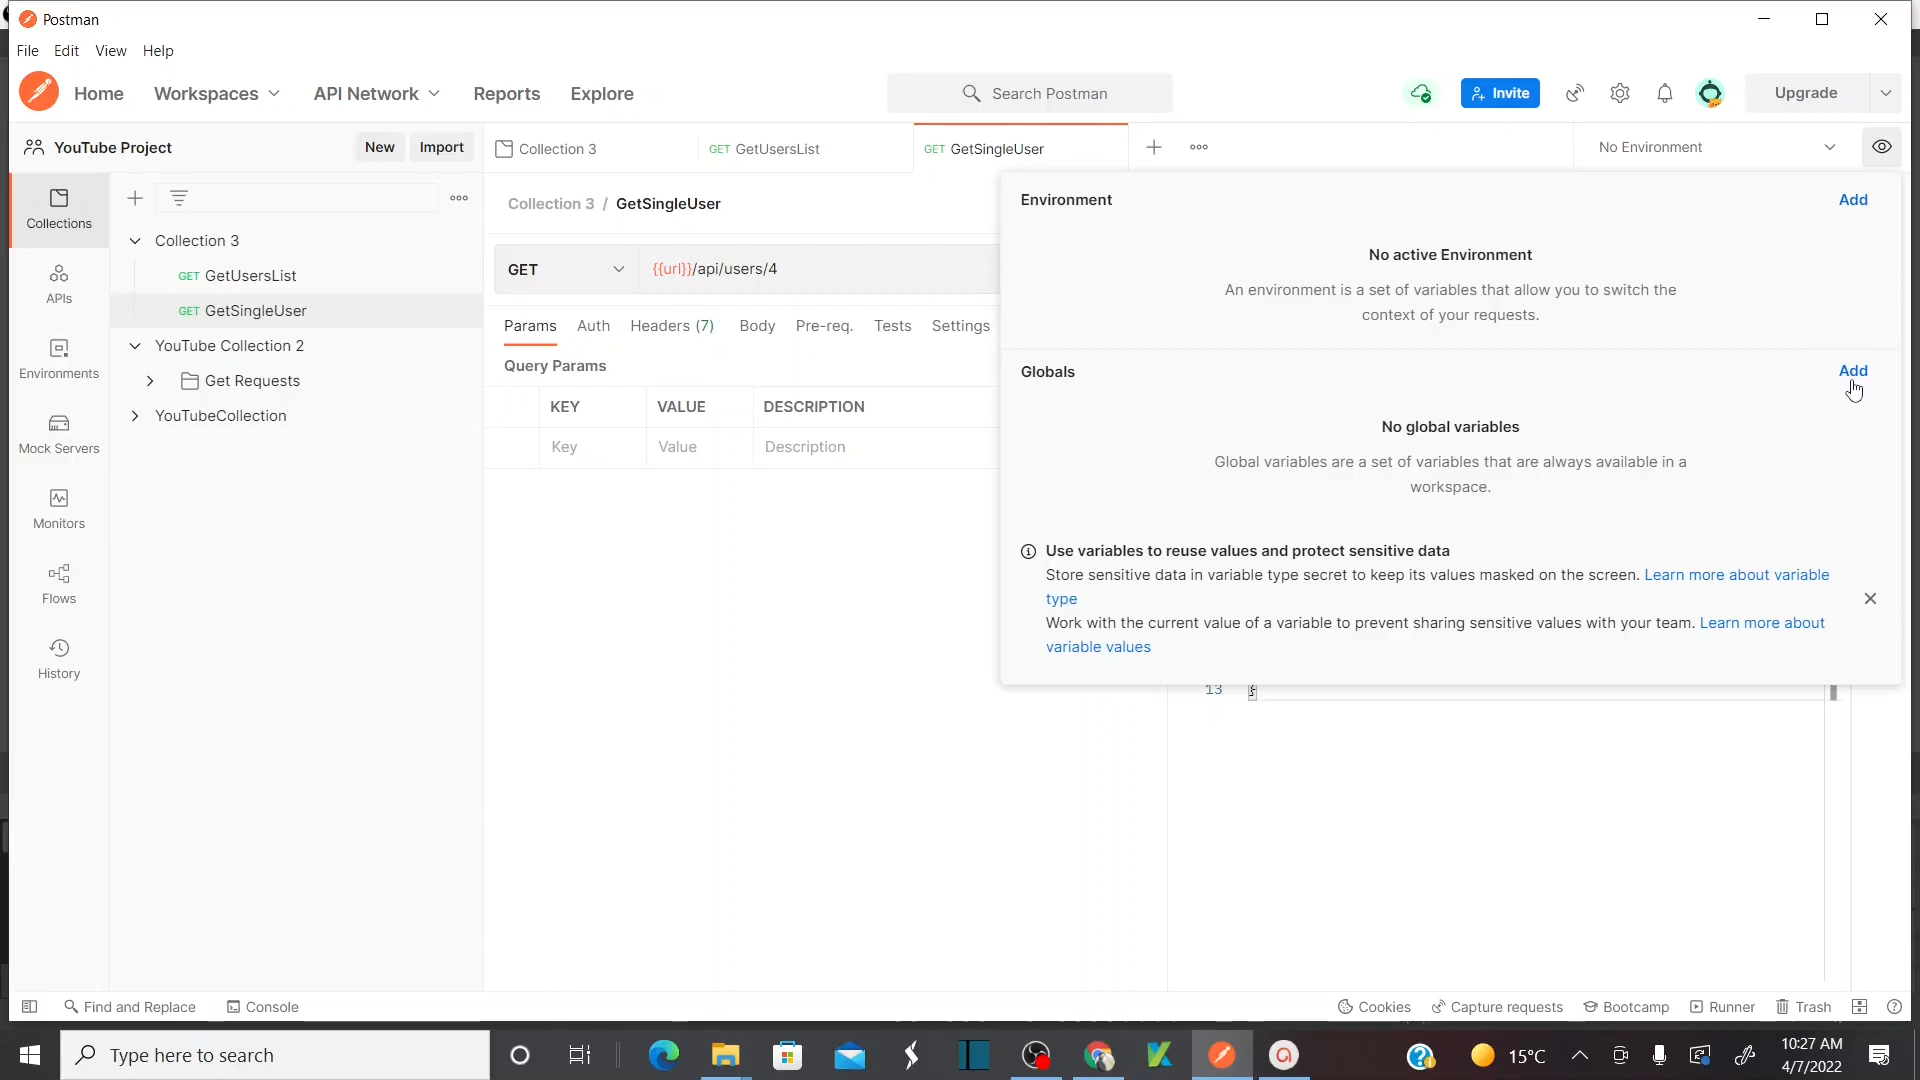 Postman
File Edit View Help
Home Workspaces API Network Reports Explore
Search Postman
Invite
Upgrade
YouTube Project New Import
Collection 3
GET GetUsersList
GET GetSingleUser
No Environment
Collections
APIs
Environments
Mock Servers
Monitors
Flows
History
Collection 3
GET GetUsersList
GET GetSingleUser
YouTube Collection 2
Get Requests
YouTubeCollection
Collection 3 / GetSingleUser
GET {{url}}/api/users/4
Params Auth Headers (7) Body Pre-req. Tests Settings
Query Params
KEY VALUE DESCRIPTION
Key Value Description
Environment Add
No active Environment
An environment is a set of variables that allow you to switch the
context of your requests.
Globals Add
No global variables
Global variables are a set of variables that are always available in a
workspace.
Use variables to reuse values and protect sensitive data
Store sensitive data in variable type secret to keep its values masked on the screen. Learn more about variable
type
Work with the current value of a variable to prevent sharing sensitive values with your team. Learn more about
variable values
13 }
Find and Replace Console
Cookies Capture requests Bootcamp Runner Trash
Type here to search
15°C
10:27 AM
4/7/2022